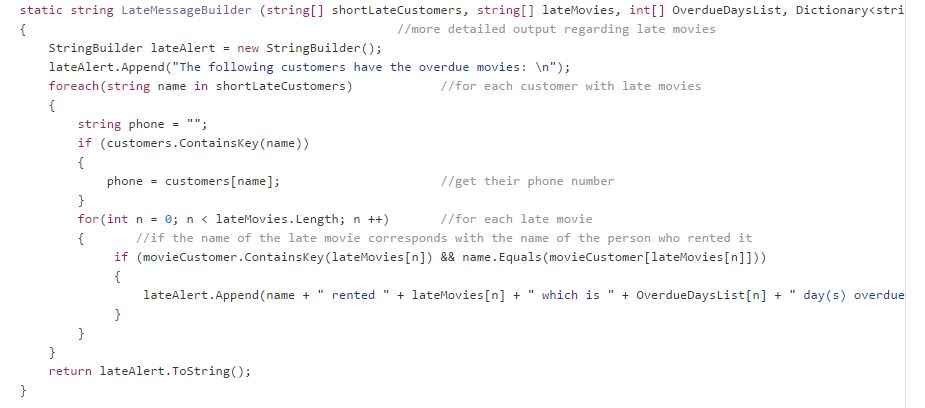 static string LateMessageBuilder (string[] shortLateCustomers, string[] lateMovies, int[] OverdueDaysList, Dictionary<stri
{ //more detailed output regarding late movies
StringBuilder lateAlert = new StringBuilder();
lateAlert.Append("The following customers have the overdue movies: \n");
foreach(string name in shortLateCustomers) //for each customer with late movies
{
string phone = "";
if (customers.ContainsKey(name))
{
phone = customers[name]; //get their phone number
}
for(int n = 0; n < lateMovies.Length; n ++) //for each late movie
{ //if the name of the late movie corresponds with the name of the person who rented it
if (movieCustomer.ContainsKey(lateMovies[n]) && name.Equals(movieCustomer[lateMovies[n]]))
{
lateAlert.Append(name + " rented " + lateMovies[n] + " which is " + OverdueDaysList[n] + " day(s) overdue
}
}
}
return lateAlert.ToString();
}